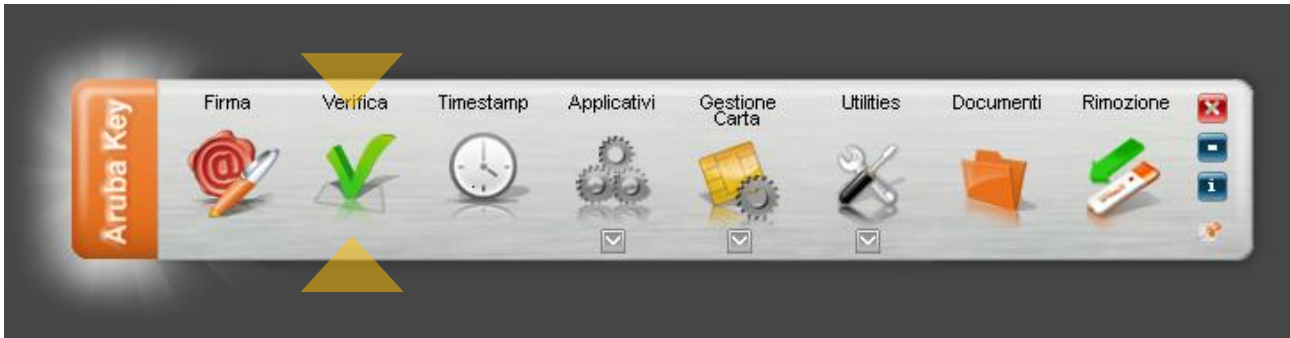 Aruba Key
Firma
Verifica
Timestamp
Applicativi
Gestione
Carta
Utilities
Documenti
Rimozione